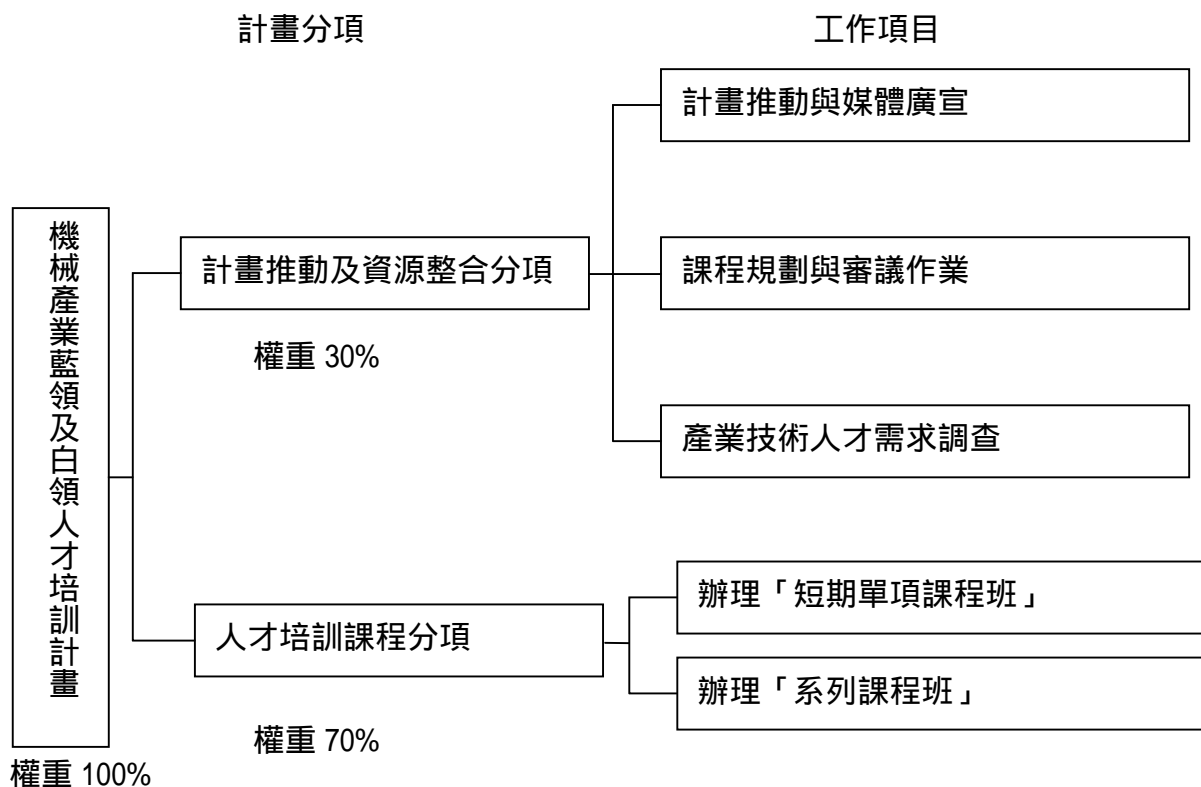 計畫分項
工作項目
機械產業藍領及白領人才培訓計畫
權重 100%
計畫推動及資源整合分項
權重 30%
計畫推動與媒體廣宣
課程規劃與審議作業
產業技術人才需求調查
人才培訓課程分項
權重 70%
辦理「短期單項課程班」
辦理「系列課程班」